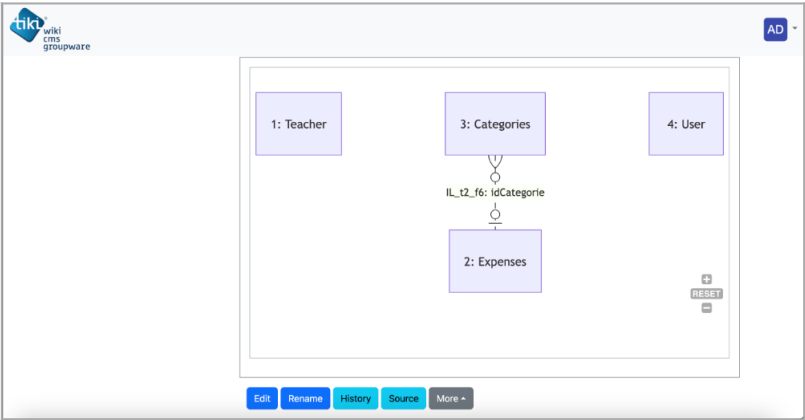 tiki
wiki
cms
groupware
AD
1: Teacher
3: Categories
4: User
IL_t2_f6: idCategorie
2: Expenses
RESET
Edit
Rename
History
Source
More